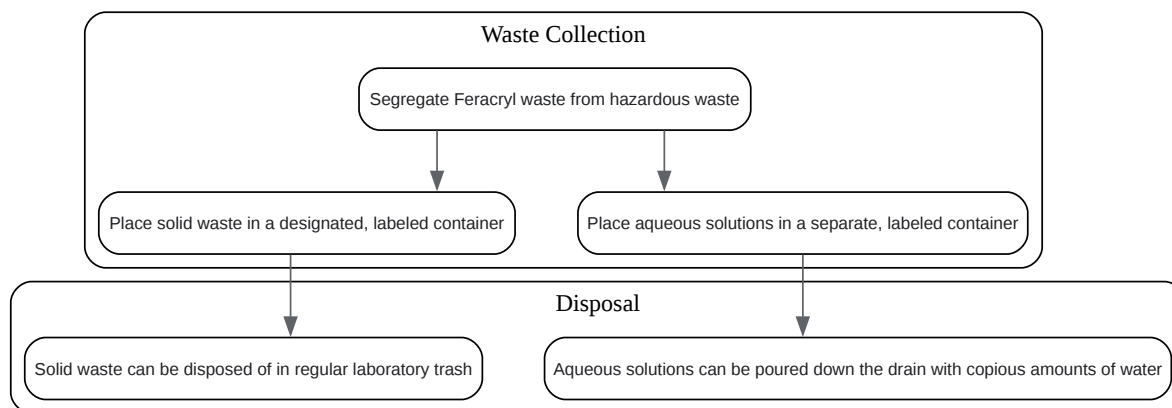 Waste Collection
Segregate Feracryl waste from hazardous waste
Place solid waste in a designated, labeled container
Place aqueous solutions in a separate, labeled container
Disposal
Solid waste can be disposed of in regular laboratory trash
Aqueous solutions can be poured down the drain with copious amounts of water